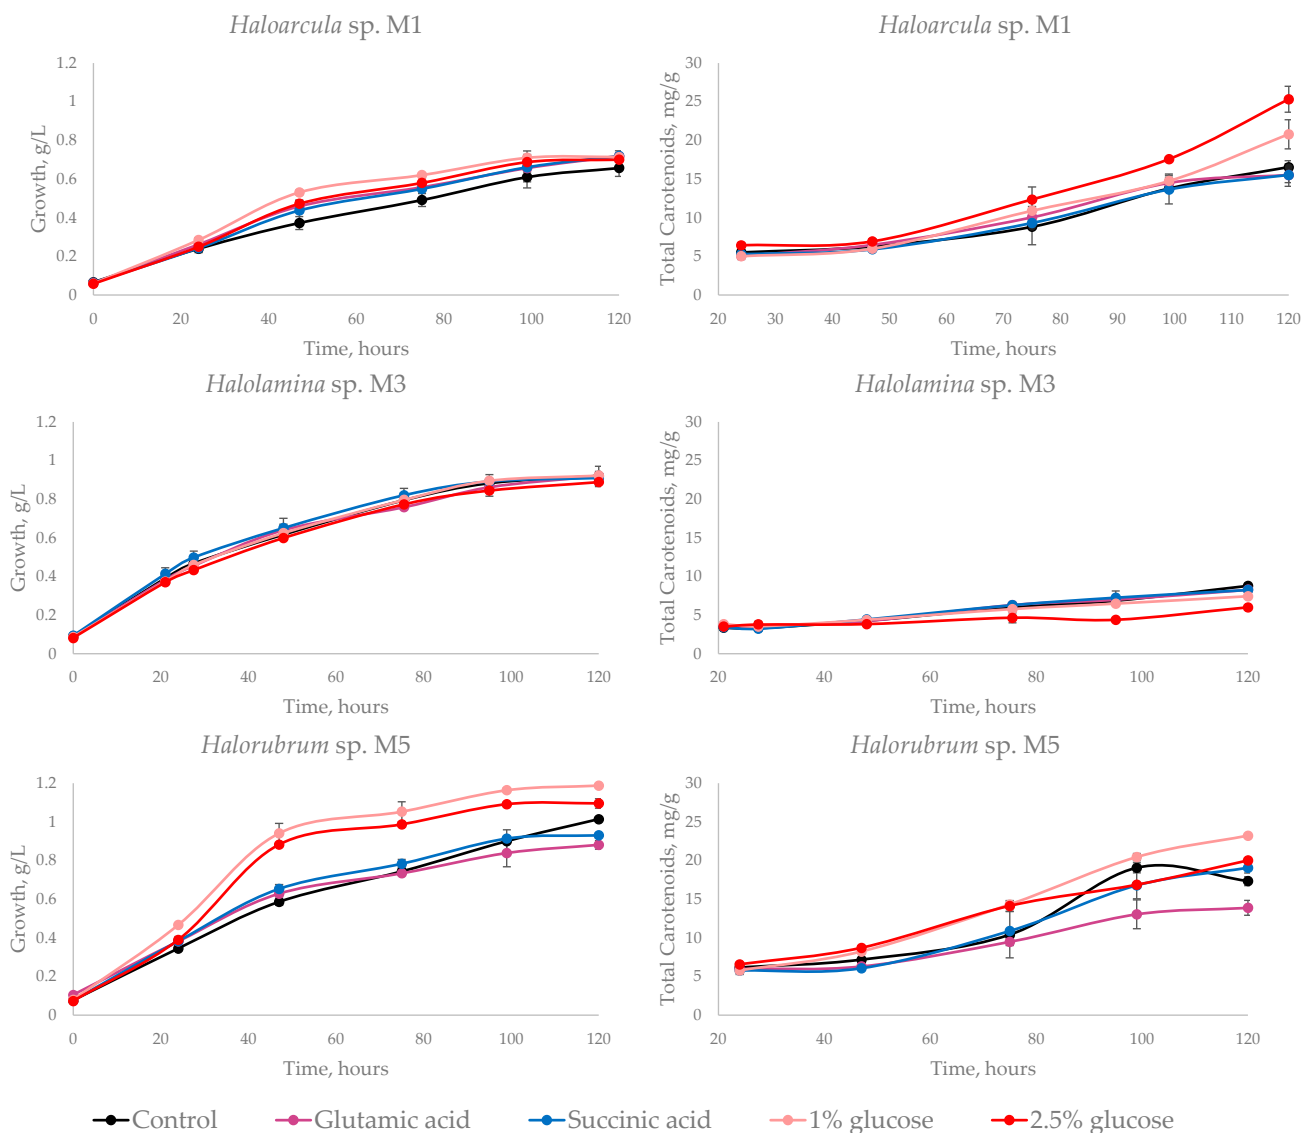 Haloarcula sp. M1
Growth, g/L
1.2
1
0.8
0.6
0.4
0.2
0
0 20 40 60 80 100 120
Time, hours
Haloarcula sp. M1
Total Carotenoids, mg/g
30
25
20
15
10
5
0
20 30 40 50 60 70 80 90 100 110 120
Time, hours
Halolamina sp. M3
Growth, g/L
1.2
1
0.8
0.6
0.4
0.2
0
0 20 40 60 80 100 120
Time, hours
Halolamina sp. M3
Total Carotenoids, mg/g
30
25
20
15
10
5
0
20 40 60 80 100 120
Time, hours
Halorubrum sp. M5
Growth, g/L
1.2
1
0.8
0.6
0.4
0.2
0
0 20 40 60 80 100 120
Time, hours
Halorubrum sp. M5
Total Carotenoids, mg/g
30
25
20
15
10
5
0
20 40 60 80 100 120
Time, hours
Control Glutamic acid Succinic acid 1% glucose 2.5% glucose